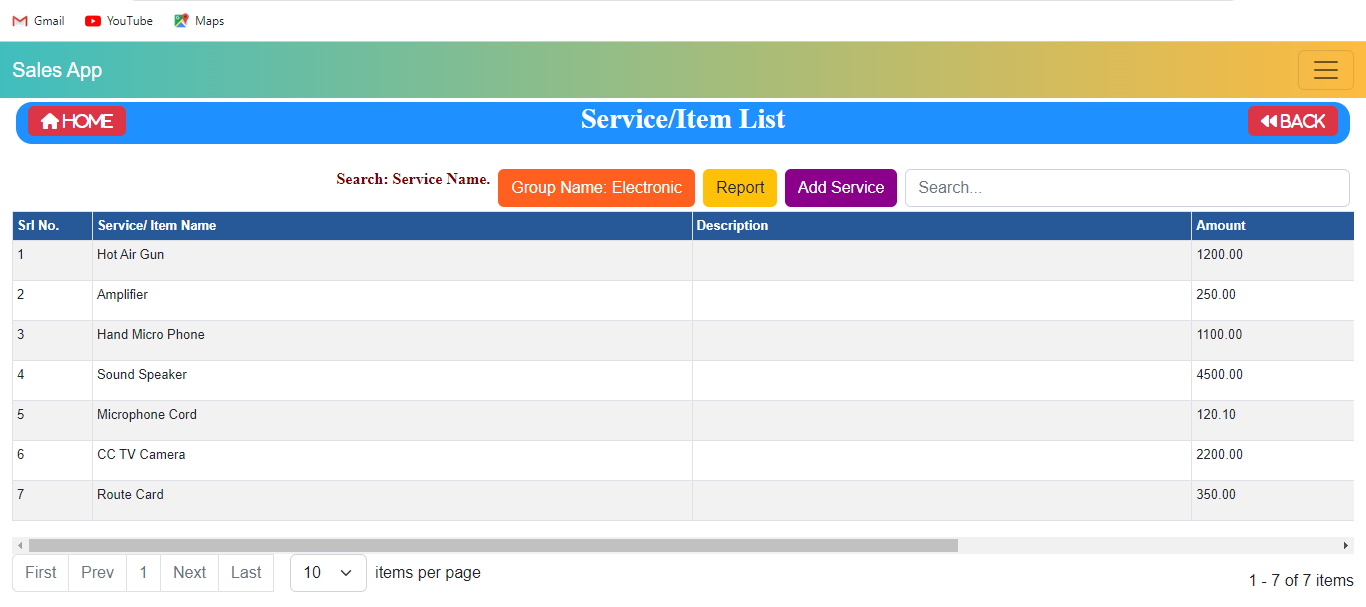 Gmail YouTube Maps
Sales App
HOME Service/Item List BACK
Search: Service Name. Group Name: Electronic Report Add Service Search...
Srl No. Service/ Item Name Description Amount
1 Hot Air Gun 1200.00
2 Amplifier 250.00
3 Hand Micro Phone 1100.00
4 Sound Speaker 4500.00
5 Microphone Cord 120.10
6 CC TV Camera 2200.00
7 Route Card 350.00
First Prev 1 Next Last 10 items per page
1 - 7 of 7 items